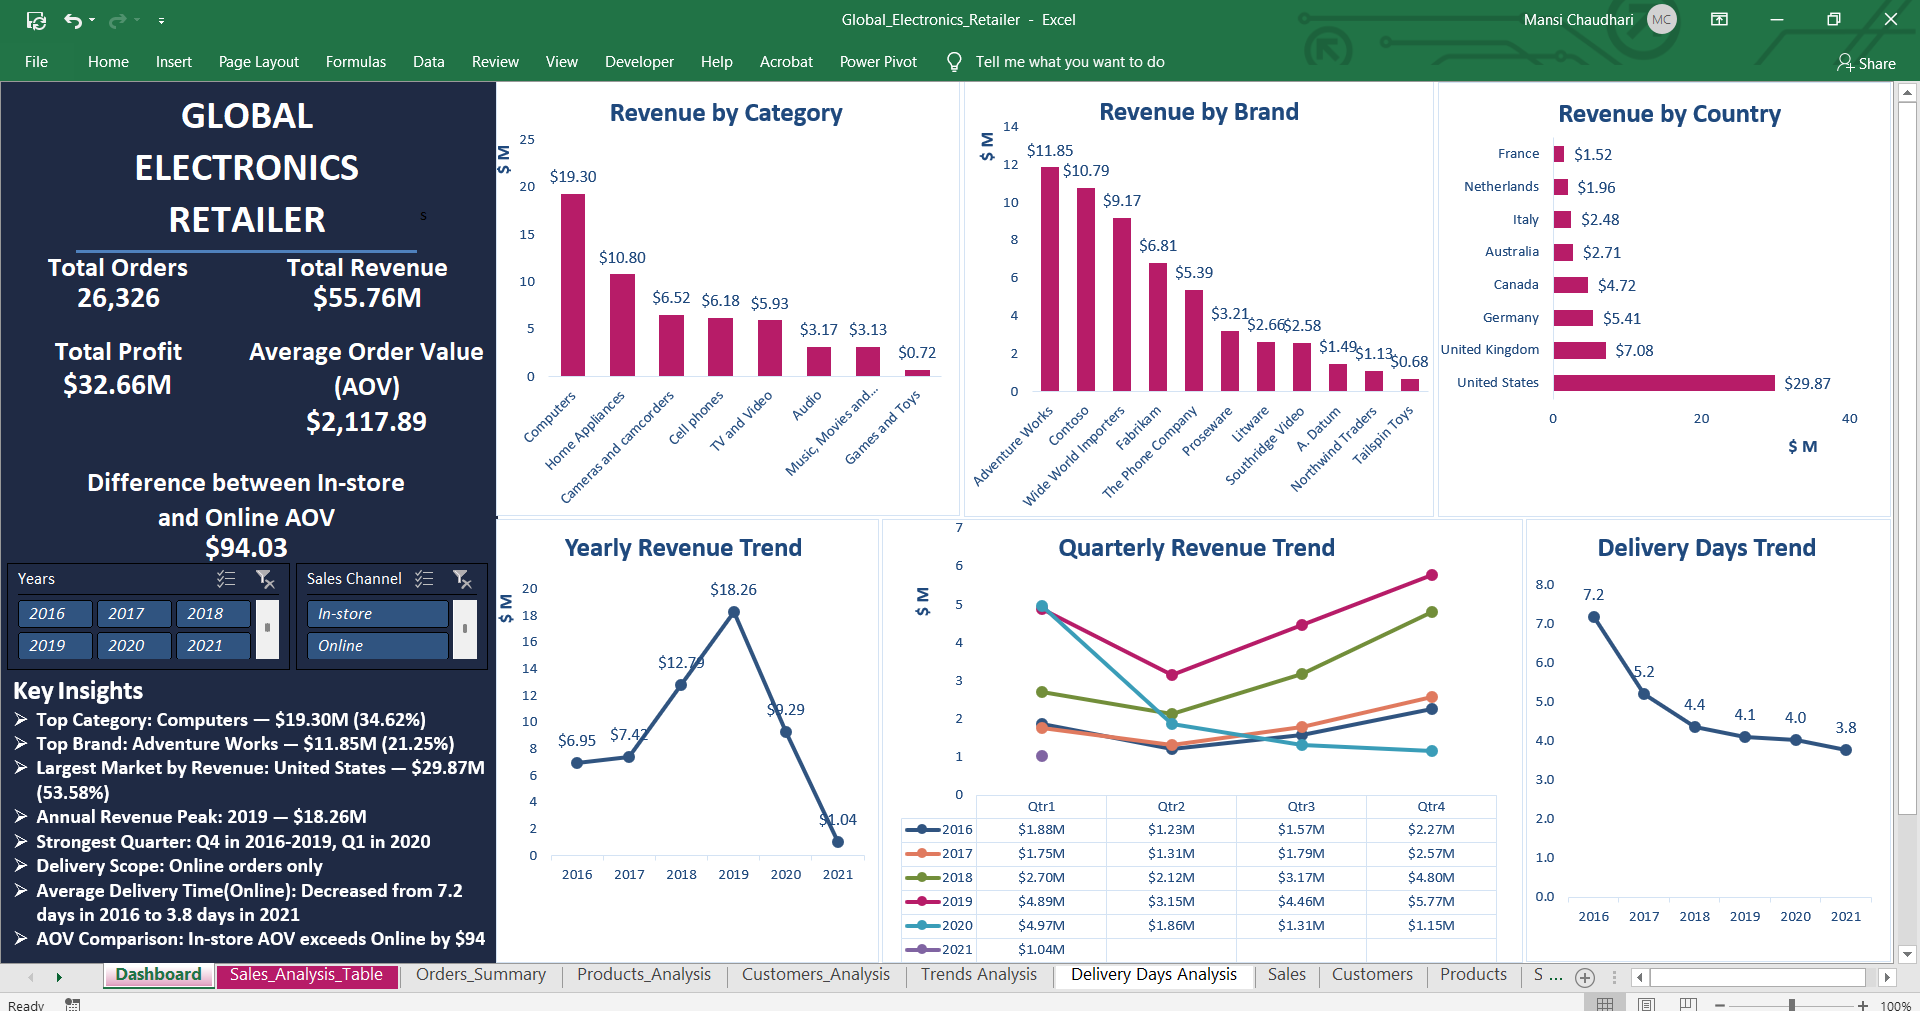 Global_Electronics_Retailer - Excel
Mansi Chaudhari
MC
File
Home
Insert
Page Layout
Formulas
Data
Review
View
Developer
Help
Acrobat
Power Pivot
Tell me what you want to do
Share
GLOBAL
ELECTRONICS
RETAILER
s
Total Orders
26,326
Total Revenue
$55.76M
Total Profit
$32.66M
Average Order Value
(AOV)
$2,117.89
Difference between In-store
and Online AOV
$94.03
Years
2016 2017 2018
2019 2020 2021
Sales Channel
In-store
Online
Key Insights
➢ Top Category: Computers — $19.30M (34.62%)
➢ Top Brand: Adventure Works — $11.85M (21.25%)
➢ Largest Market by Revenue: United States — $29.87M
(53.58%)
➢ Annual Revenue Peak: 2019 — $18.26M
➢ Strongest Quarter: Q4 in 2016-2019, Q1 in 2020
➢ Delivery Scope: Online orders only
➢ Average Delivery Time(Online): Decreased from 7.2
days in 2016 to 3.8 days in 2021
➢ AOV Comparison: In-store AOV exceeds Online by $94
Revenue by Category
$ M
25
20
15
10
5
0
$19.30
$10.80
$6.52
$6.18
$5.93
$3.17
$3.13
$0.72
Computers
Home Appliances
Cameras and camcorders
Cell phones
TV and Video
Audio
Music, Movies and...
Games and Toys
Revenue by Brand
$ M
14
12
10
8
6
4
2
0
$11.85
$10.79
$9.17
$6.81
$5.39
$3.21
$2.66
$2.58
$1.49
$1.13
$0.68
Adventure Works
Contoso
Wide World Importers
Fabrikam
The Phone Company
Proseware
Litware
Southridge Video
A. Datum
Northwind Traders
Tailspin Toys
Revenue by Country
France $1.52
Netherlands $1.96
Italy $2.48
Australia $2.71
Canada $4.72
Germany $5.41
United Kingdom $7.08
United States $29.87
0 20 40
$ M
Yearly Revenue Trend
$ M
20
18
16
14
12
10
8
6
4
2
0
$6.95
$7.42
$12.79
$18.26
$9.29
$1.04
2016 2017 2018 2019 2020 2021
Quarterly Revenue Trend
$ M
7
6
5
4
3
2
1
0
Qtr1 Qtr2 Qtr3 Qtr4
2016 $1.88M $1.23M $1.57M $2.27M
2017 $1.75M $1.31M $1.79M $2.57M
2018 $2.70M $2.12M $3.17M $4.80M
2019 $4.89M $3.15M $4.46M $5.77M
2020 $4.97M $1.86M $1.31M $1.15M
2021 $1.04M
Delivery Days Trend
8.0
7.0
6.0
5.0
4.0
3.0
2.0
1.0
0.0
7.2
5.2
4.4
4.1
4.0
3.8
2016 2017 2018 2019 2020 2021
Dashboard
Sales_Analysis_Table
Orders_Summary
Products_Analysis
Customers_Analysis
Trends Analysis
Delivery Days Analysis
Sales
Customers
Products
S ...
Ready
100%